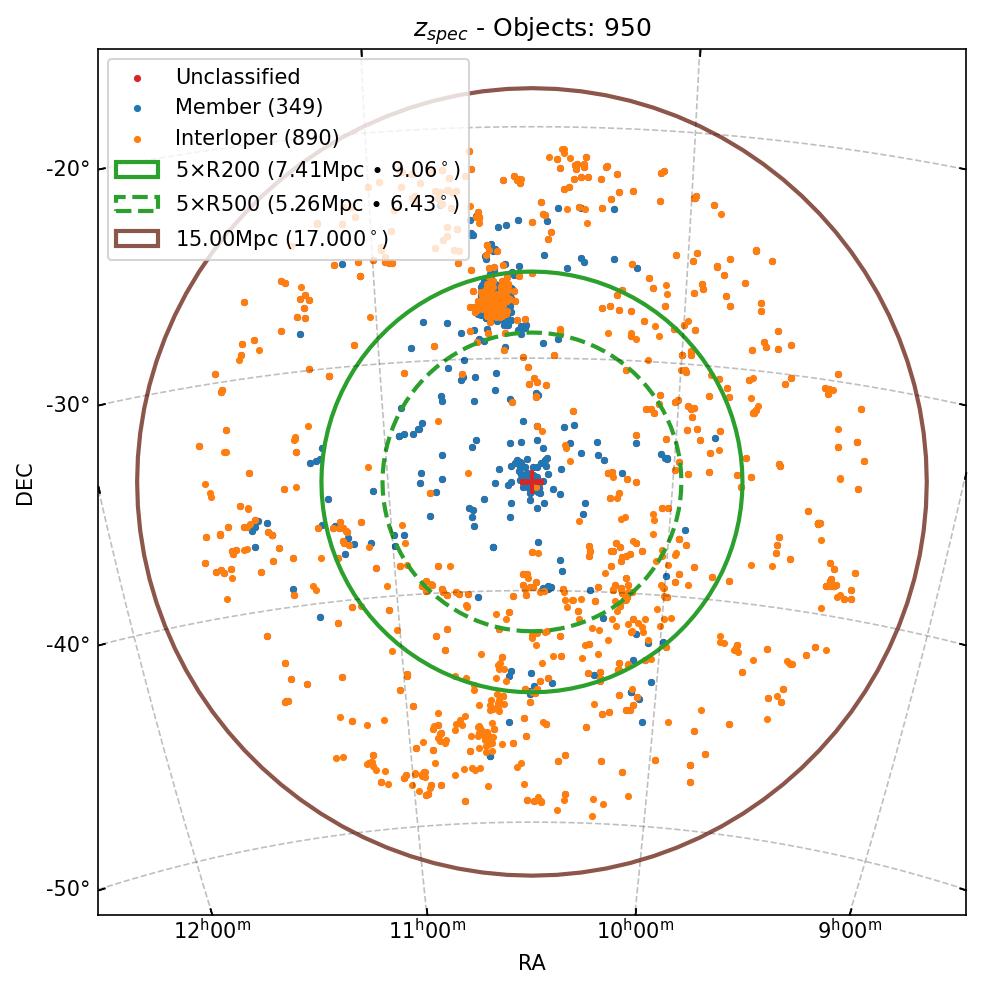 z_spec - Objects: 950
Unclassified
Member (349)
Interloper (890)
5×R200 (7.41Mpc • 9.06°)
5×R500 (5.26Mpc • 6.43°)
15.00Mpc (17.000°)
-20°
-30°
-40°
-50°
DEC
12ʰ00ᵐ 11ʰ00ᵐ 10ʰ00ᵐ 9ʰ00ᵐ
RA